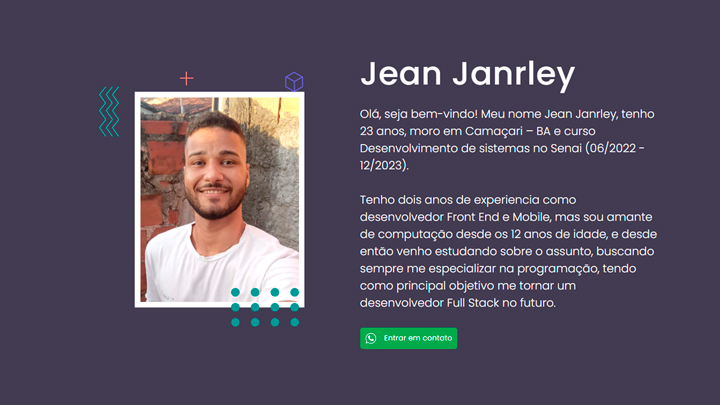 Jean Janrley
Olá, seja bem-vindo! Meu nome Jean Janrley, tenho
23 anos, moro em Camaçari – BA e curso
Desenvolvimento de sistemas no Senai (06/2022 -
12/2023).
Tenho dois anos de experiencia como
desenvolvedor Front End e Mobile, mas sou amante
de computação desde os 12 anos de idade, e desde
então venho estudando sobre o assunto, buscando
sempre me especializar na programação, tendo
como principal objetivo me tornar um
desenvolvedor Full Stack no futuro.
Entrar em contato